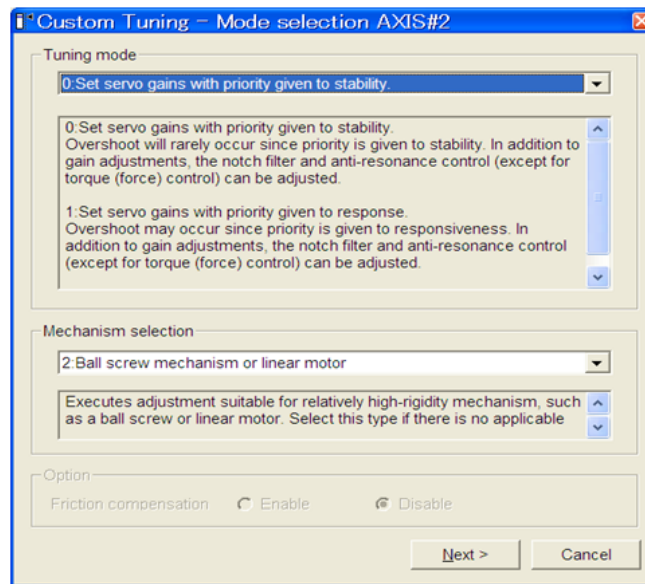 Custom Tuning - Mode selection AXIS#2
Tuning mode
0:Set servo gains with priority given to stability.
0:Set servo gains with priority given to stability.
Overshoot will rarely occur since priority is given to stability. In addition to
gain adjustments, the notch filter and anti-resonance control (except for
torque (force) control) can be adjusted.
1:Set servo gains with priority given to response.
Overshoot may occur since priority is given to responsiveness. In
addition to gain adjustments, the notch filter and anti-resonance control
(except for torque (force) control) can be adjusted.
Mechanism selection
2:Ball screw mechanism or linear motor
Executes adjustment suitable for relatively high-rigidity mechanism, such
as a ball screw or linear motor. Select this type if there is no applicable
Option
Friction compensation Enable Disable
Next > Cancel